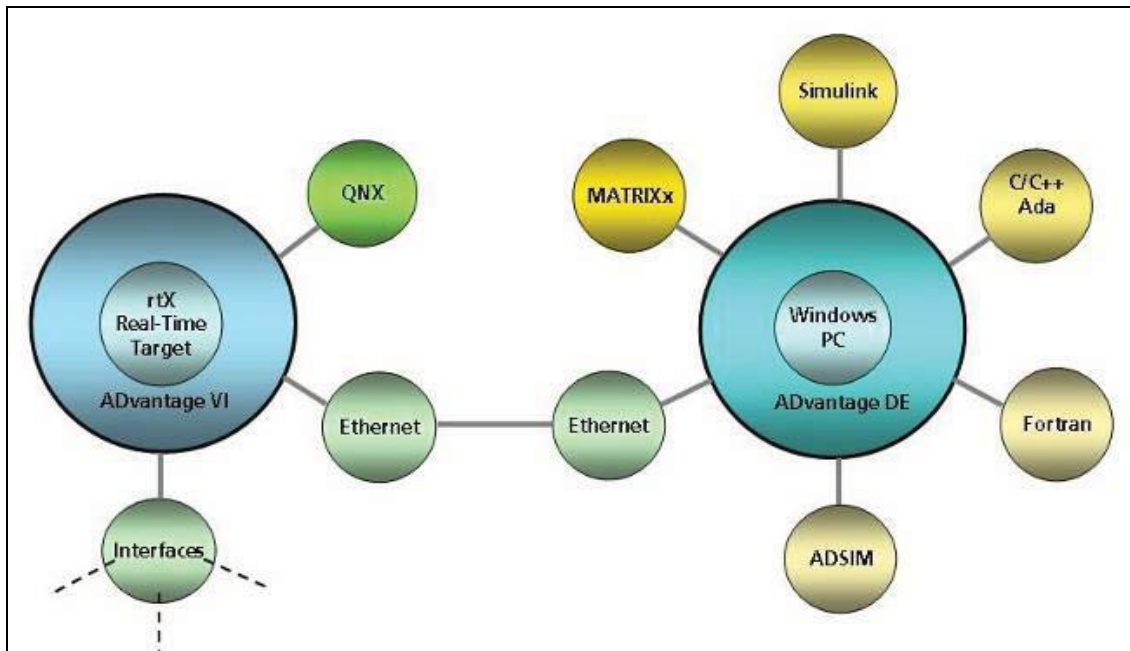 Simulink
QNX
MATRIXx
C/C++
Ada
rtX
Real-Time
Target
ADvantage VI
Windows
PC
ADvantage DE
Ethernet
Ethernet
Fortran
Interfaces
ADSIM